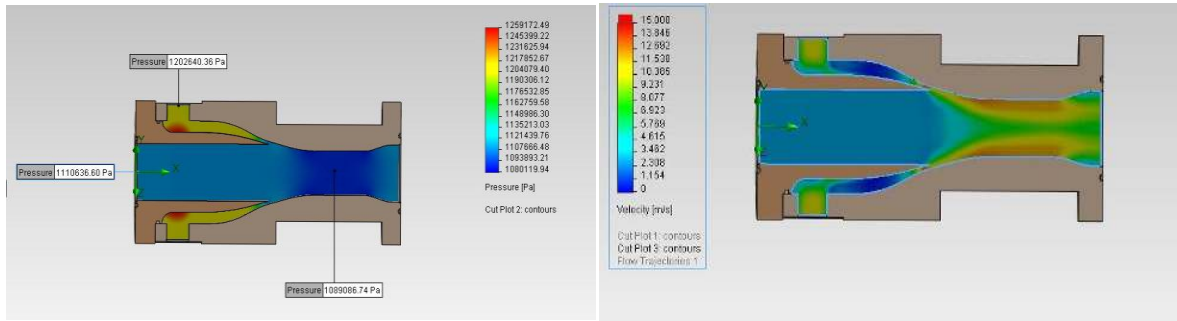 Pressure 1202640.36 Pa
Pressure 1110636.60 Pa
Pressure 1089086.74 Pa
1259172.49
1245399.22
1231625.94
1217852.67
1204079.40
1190306.12
1176532.85
1162759.58
1148986.30
1135213.03
1121439.76
1107666.48
1093893.21
1080119.94
Pressure [Pa]
Cut Plot 2: contours
X
Y
15.000
13.846
12.692
11.538
10.385
9.231
8.077
6.923
5.769
4.615
3.462
2.308
1.154
0
Velocity [m/s]
Cut Plot 1: contours
Cut Plot 3: contours
Flow Trajectories 1
Y
X